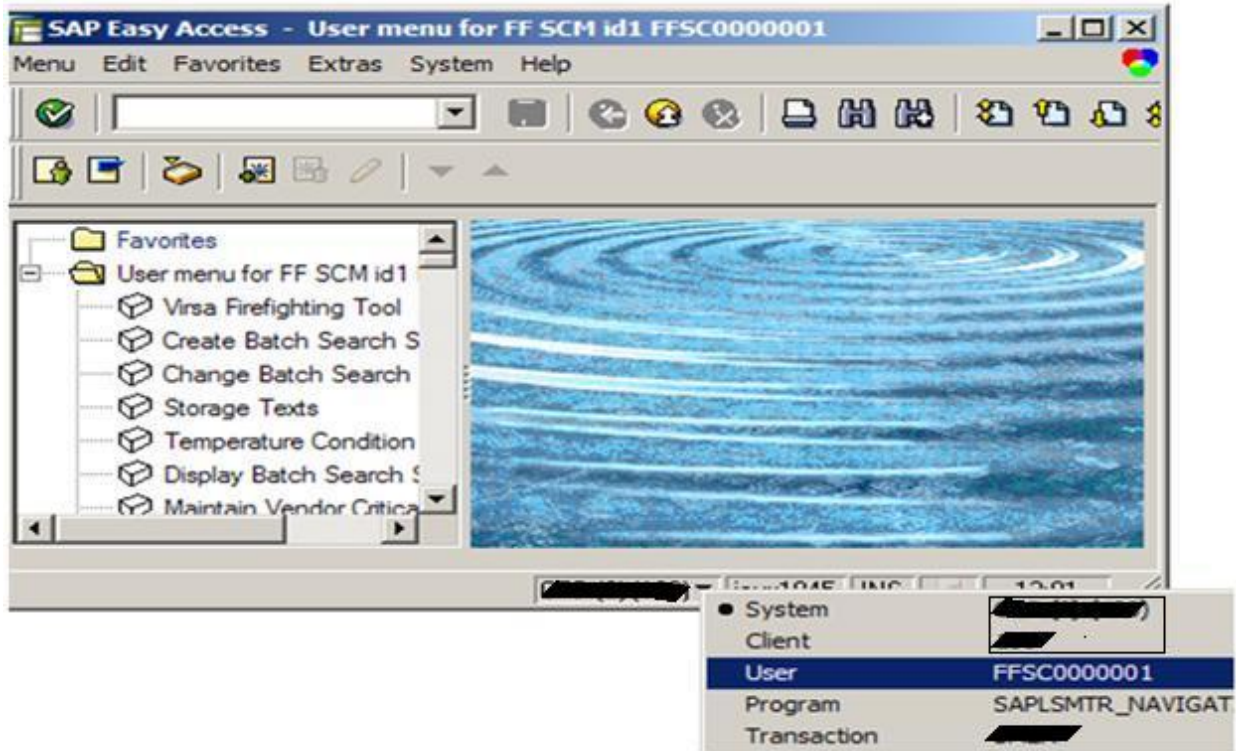 SAP Easy Access - User menu for FF SCM id1 FFSC0000001
Menu Edit Favorites Extras System Help
Favorites
User menu for FF SCM id1
Virsa Firefighting Tool
Create Batch Search S
Change Batch Search
Storage Texts
Temperature Condition
Display Batch Search S
Maintain Vendor Critica
INS
System
Client
User FFSC0000001
Program SAPLSMTR_NAVIGAT
Transaction